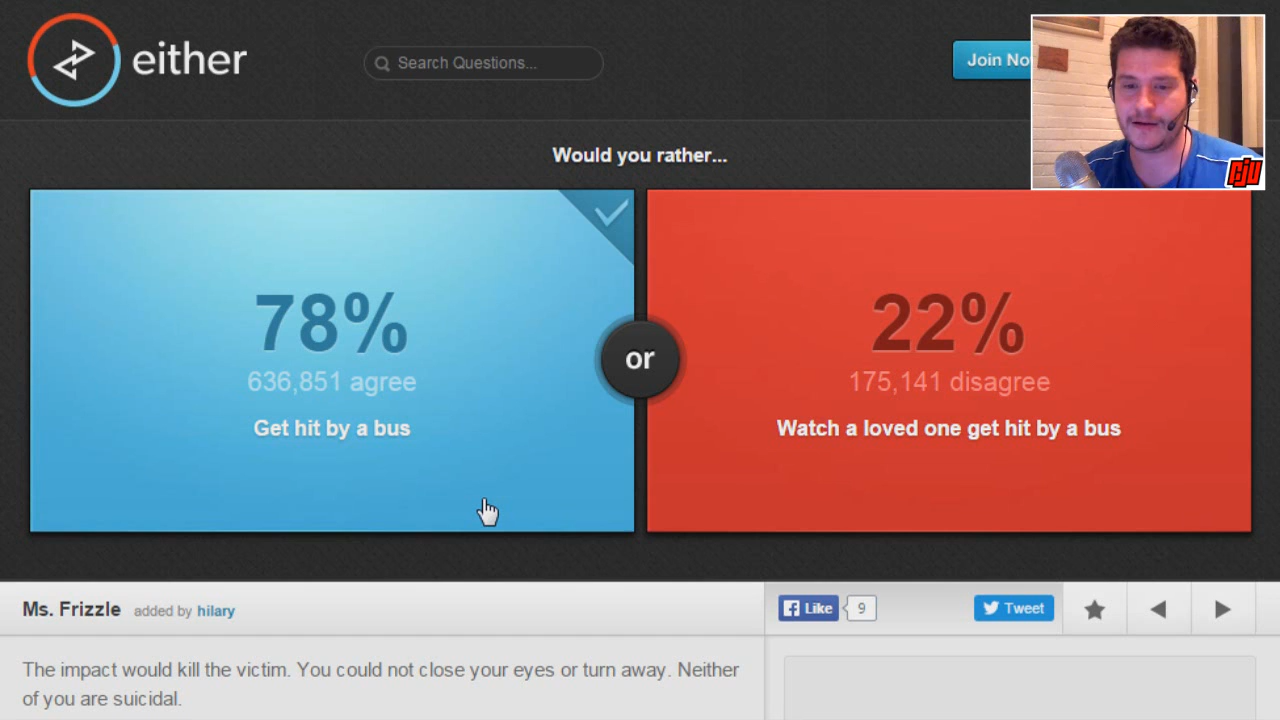 either
Search Questions...
Join No
Would you rather...
78%
636,851 agree
Get hit by a bus
or
22%
175,141 disagree
Watch a loved one get hit by a bus
Ms. Frizzle added by hilary
Like 9
Tweet
The impact would kill the victim. You could not close your eyes or turn away. Neither
of you are suicidal.